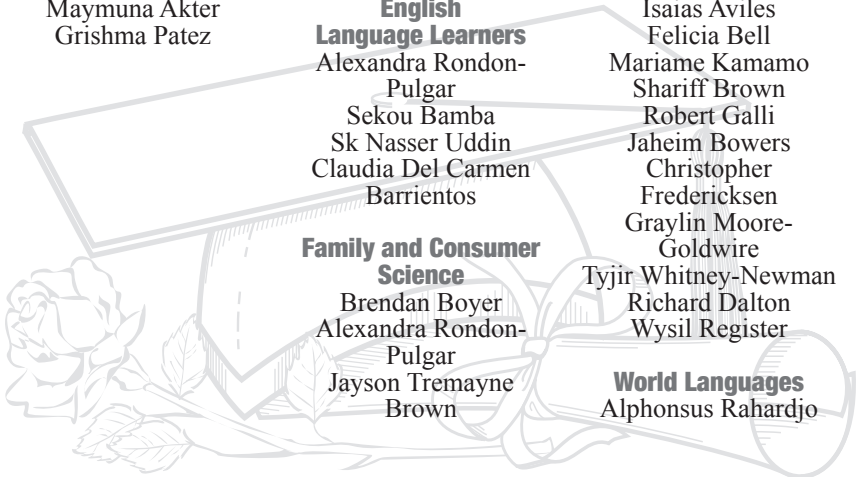 Maymuna Akter
Grishma Patez
English
Language Learners
Alexandra Rondon-
Pulgar
Sekou Bamba
Sk Nasser Uddin
Claudia Del Carmen
Barrientos
Family and Consumer
Science
Brendan Boyer
Alexandra Rondon-
Pulgar
Jayson Tremayne
Brown
Isaias Aviles
Felicia Bell
Mariame Kamamo
Shariff Brown
Robert Galli
Jaheim Bowers
Christopher
Fredericksen
Graylin Moore-
Goldwire
Tyjir Whitney-Newman
Richard Dalton
Wysil Register
World Languages
Alphonsus Rahardjo